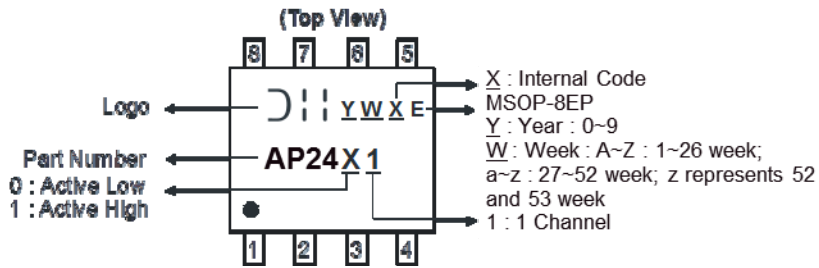 (Top View)
8 7 6 5
Logo
Y W X E
Part Number
AP24 X 1
0 : Active Low
1 : Active High
1 2 3 4
X : Internal Code
MSOP-8EP
Y : Year : 0~9
W : Week : A~Z : 1~26 week;
a~z : 27~52 week; z represents 52
and 53 week
1 : 1 Channel